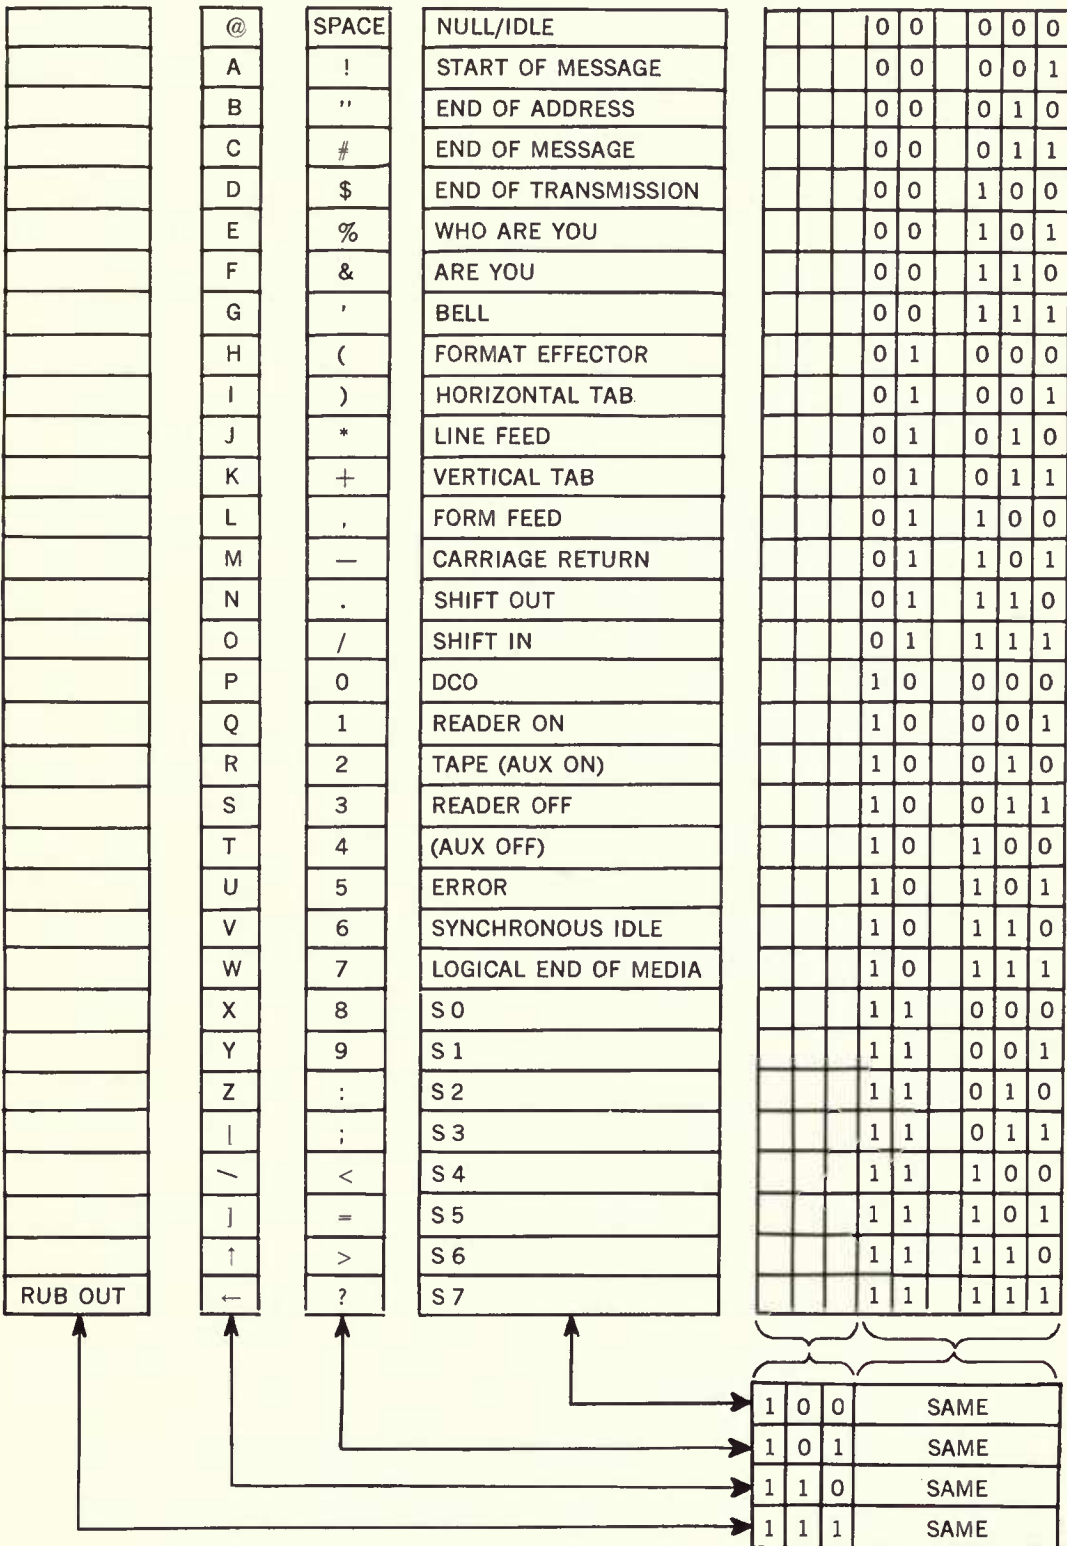 @ SPACE NULL/IDLE 0 0 0 0 0
A ! START OF MESSAGE 0 0 0 0 1
B '' END OF ADDRESS 0 0 0 1 0
C # END OF MESSAGE 0 0 0 1 1
D $ END OF TRANSMISSION 0 0 1 0 0
E % WHO ARE YOU 0 0 1 0 1
F & ARE YOU 0 0 1 1 0
G ' BELL 0 0 1 1 1
H ( FORMAT EFFECTOR 0 1 0 0 0
I ) HORIZONTAL TAB 0 1 0 0 1
J * LINE FEED 0 1 0 1 0
K + VERTICAL TAB 0 1 0 1 1
L , FORM FEED 0 1 1 0 0
M — CARRIAGE RETURN 0 1 1 0 1
N . SHIFT OUT 0 1 1 1 0
O / SHIFT IN 0 1 1 1 1
P 0 DCO 1 0 0 0 0
Q 1 READER ON 1 0 0 0 1
R 2 TAPE (AUX ON) 1 0 0 1 0
S 3 READER OFF 1 0 0 1 1
T 4 (AUX OFF) 1 0 1 0 0
U 5 ERROR 1 0 1 0 1
V 6 SYNCHRONOUS IDLE 1 0 1 1 0
W 7 LOGICAL END OF MEDIA 1 0 1 1 1
X 8 S 0 1 1 0 0 0
Y 9 S 1 1 1 0 0 1
Z : S 2 1 1 0 1 0
[ ; S 3 1 1 0 1 1
\ < S 4 1 1 1 0 0
] = S 5 1 1 1 0 1
↑ > S 6 1 1 1 1 0
RUB OUT ← ? S 7 1 1 1 1 1
1 0 0 SAME
1 0 1 SAME
1 1 0 SAME
1 1 1 SAME